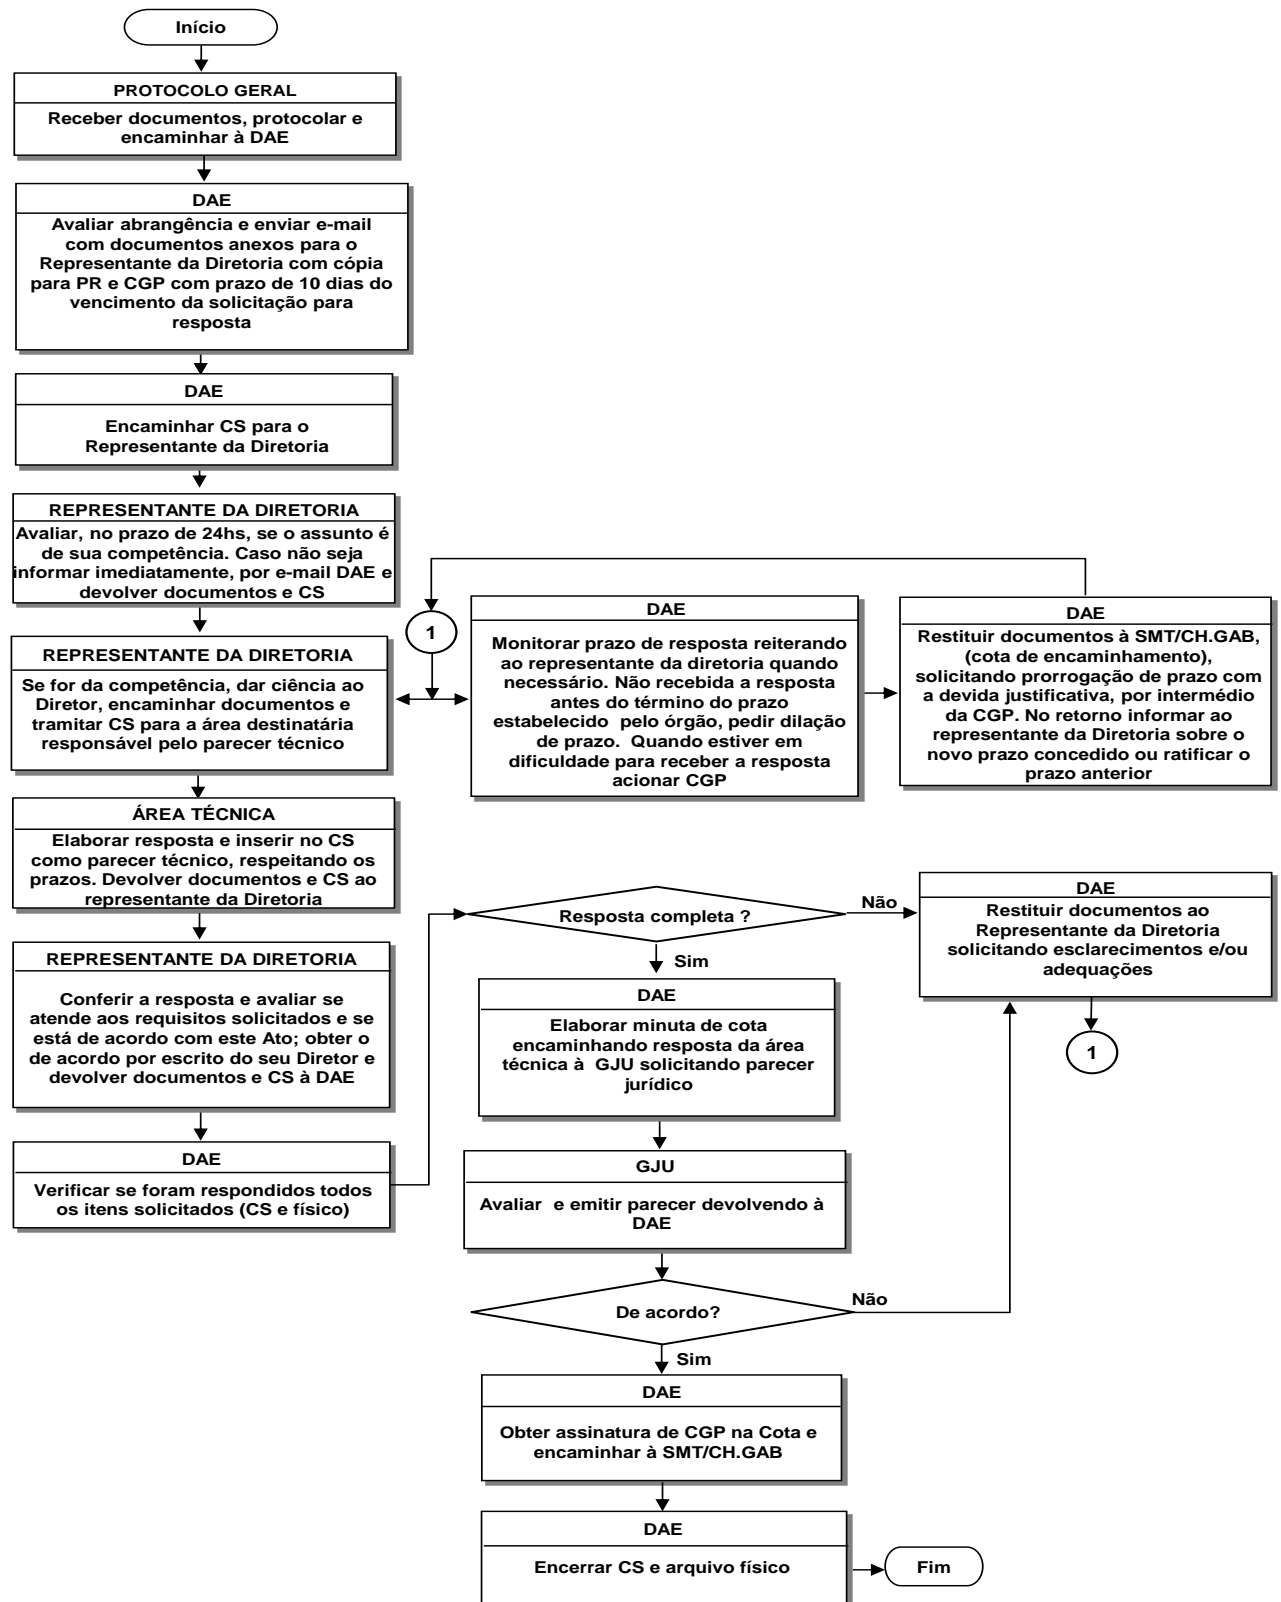 Início
PROTOCOLO GERAL
Receber documentos, protocolar e
encaminhar à DAE
DAE
Avaliar abrangência e enviar e-mail
com documentos anexos para o
Representante da Diretoria com cópia
para PR e CGP com prazo de 10 dias do
vencimento da solicitação para
resposta
DAE
Encaminhar CS para o
Representante da Diretoria
REPRESENTANTE DA DIRETORIA
Avaliar, no prazo de 24hs, se o assunto é
de sua competência. Caso não seja
informar imediatamente, por e-mail DAE e
devolver documentos e CS
REPRESENTANTE DA DIRETORIA
Se for da competência, dar ciência ao
Diretor, encaminhar documentos e
tramitar CS para a área destinatária
responsável pelo parecer técnico
1
DAE
Monitorar prazo de resposta reiterando
ao representante da diretoria quando
necessário. Não recebida a resposta
antes do término do prazo
estabelecido pelo órgão, pedir dilação
de prazo. Quando estiver em
dificuldade para receber a resposta
acionar CGP
DAE
Restituir documentos à SMT/CH.GAB,
(cota de encaminhamento),
solicitando prorrogação de prazo com
a devida justificativa, por intermédio
da CGP. No retorno informar ao
representante da Diretoria sobre o
novo prazo concedido ou ratificar o
prazo anterior
ÁREA TÉCNICA
Elaborar resposta e inserir no CS
como parecer técnico, respeitando os
prazos. Devolver documentos e CS ao
representante da Diretoria
REPRESENTANTE DA DIRETORIA
Conferir a resposta e avaliar se
atende aos requisitos solicitados e se
está de acordo com este Ato; obter o
de acordo por escrito do seu Diretor e
devolver documentos e CS à DAE
DAE
Verificar se foram respondidos todos
os itens solicitados (CS e físico)
Resposta completa ?
Não
Sim
DAE
Restituir documentos ao
Representante da Diretoria
solicitando esclarecimentos e/ou
adequações
1
DAE
Elaborar minuta de cota
encaminhando resposta da área
técnica à GJU solicitando parecer
jurídico
GJU
Avaliar e emitir parecer devolvendo à
DAE
De acordo?
Não
Sim
DAE
Obter assinatura de CGP na Cota e
encaminhar à SMT/CH.GAB
DAE
Encerrar CS e arquivo físico
Fim